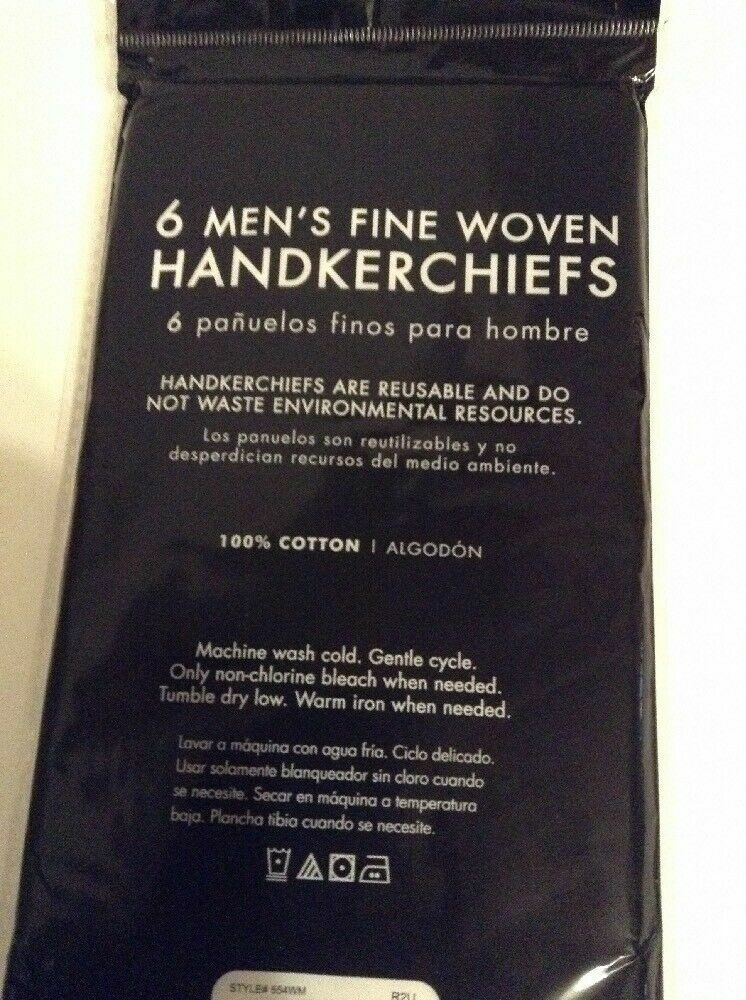 6 MEN'S FINE WOVEN
HANDKERCHIEFS
6 pañuelos finos para hombre
HANDKERCHIEFS ARE REUSABLE AND DO
NOT WASTE ENVIRONMENTAL RESOURCES.
Los panuelos son reutilizables y no
desperdician recursos del medio ambiente.
100% COTTON | ALGODÓN
Machine wash cold. Gentle cycle.
Only non-chlorine bleach when needed.
Tumble dry low. Warm iron when needed.
Lavar a máquina con agua fria. Ciclo delicado.
Usar solamente blanqueador sin cloro cuando
se necesite. Secar en máquina a temperatura
baja. Plancha tibia cuando se necesite.
STYLE# 554WM